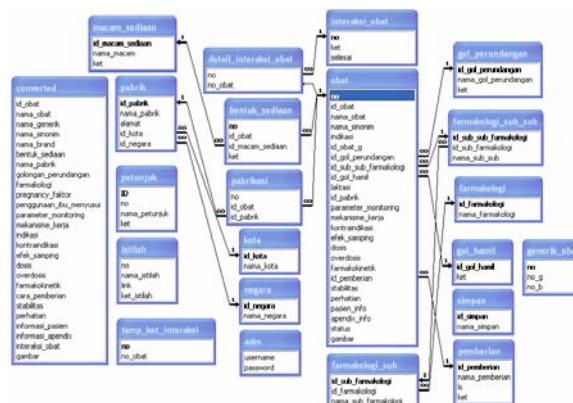 macam_sediaan
id_macam_sediaan
nama_macam
ket
detail_interaksi_obat
no
no_obat
interaksi_obat
no
ket
selesai
gol_perundangan
id_gol_perundangan
nama_gol_perundangan
ket
converted
id_obat
nama_obat
nama_generik
nama_sinonim
nama_brand
bentuk_sediaan
nama_pabrik
golongan_perundangan
farmakologi
pregnancy_faktor
penggunaan_ibu_menyusui
parameter_monitoring
mekanisme_kerja
indikasi
kontraindikasi
efek_samping
dosis
overdosis
farmakokinetik
cara_pemberian
stabilitas
perhatian
informasi_pasien
informasi_apendix
interaksi_obat
gambar
pabrik
id_pabrik
nama_pabrik
alamat
id_kota
id_negara
bentuk_sediaan
no
id_obat
id_macam_sediaan
ket
obat
no
id_obat
nama_obat
nama_sinonim
indikasi
id_obat_g
id_gol_perundangan
id_sub_sub_farmakologi
id_gol_hamil
laktasi
id_pabrik
parameter_monitoring
mekanisme_kerja
kontraindikasi
efek_samping
dosis
overdosis
farmakokinetik
id_pemberian
stabilitas
perhatian
pasien_info
apendix_info
status
gambar
farmakologi_sub_sub
id_sub_sub_farmakologi
id_sub_farmakologi
nama_sub_sub
petunjuk
ID
no
nama_petunjuk
ket
pabrikasi
no
id_obat
id_pabrik
farmakologi
id_farmakologi
nama_farmakologi
istilah
no
nama_istilah
link
ket_istilah
kota
id_kota
nama_kota
gol_hamil
id_gol_hamil
ket
no
no_g
no_b
negara
id_negara
nama_negara
simpan
id_simpan
nama_simpan
temp_ket_interaksi
no
no_obat
adm
username
password
farmakologi_sub
id_sub_farmakologi
id_farmakologi
nama_sub_farmakologi
pemberian
id_pemberian
nama_pemberian
ket